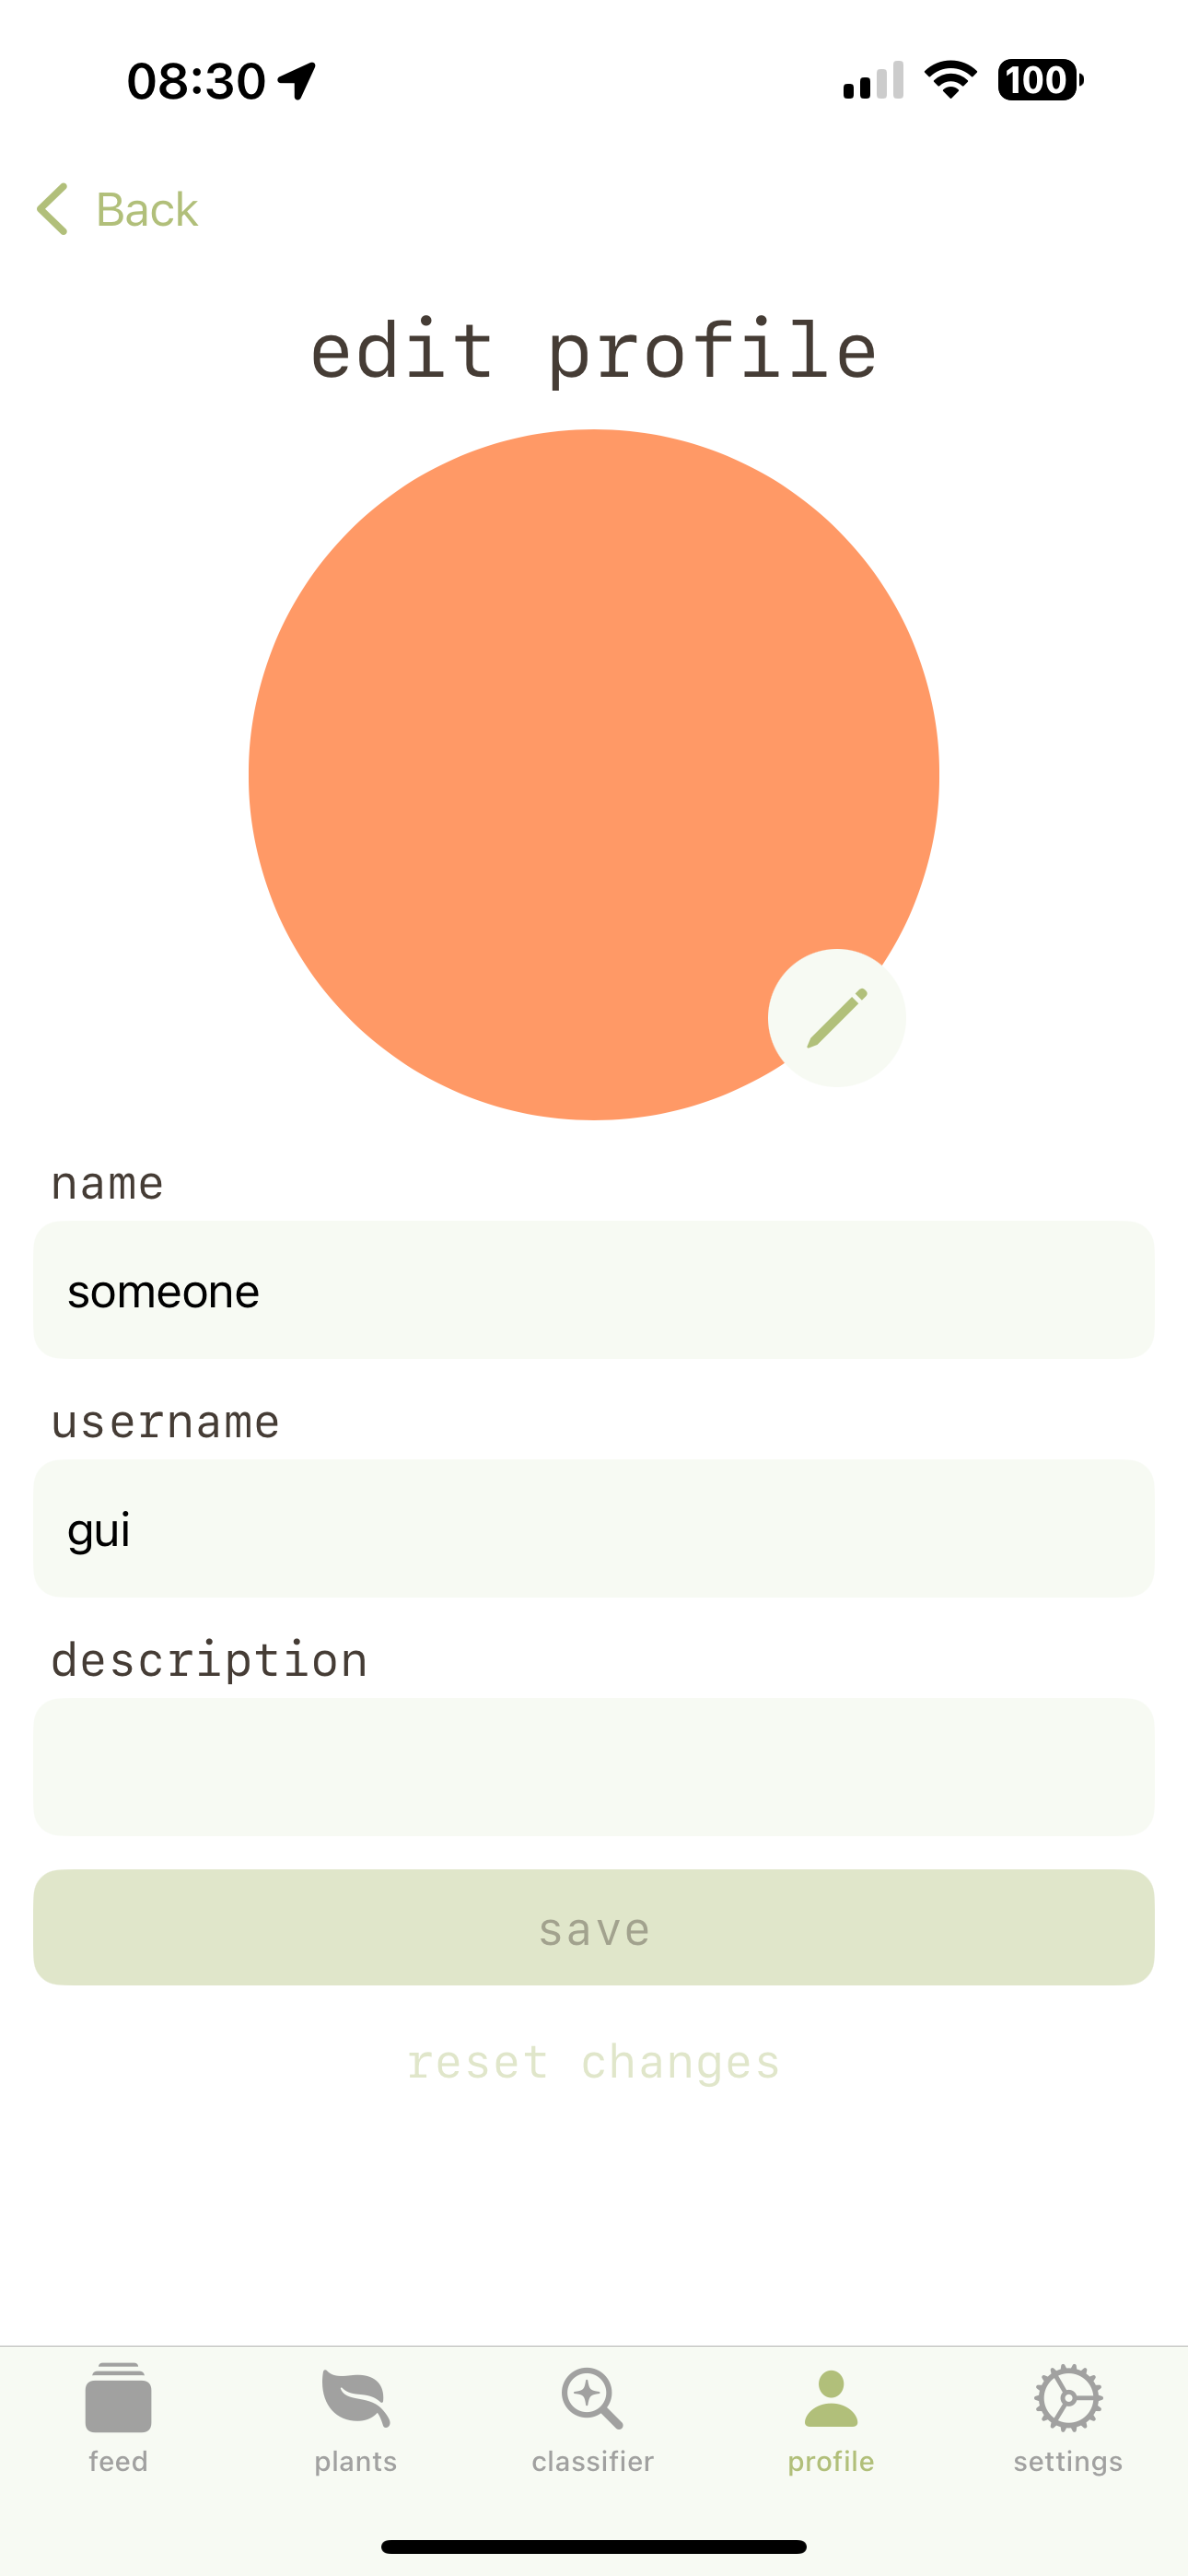 08:30
100
Back
edit profile
name
someone
username
gui
description
save
reset changes
feed
plants
classifier
profile
settings